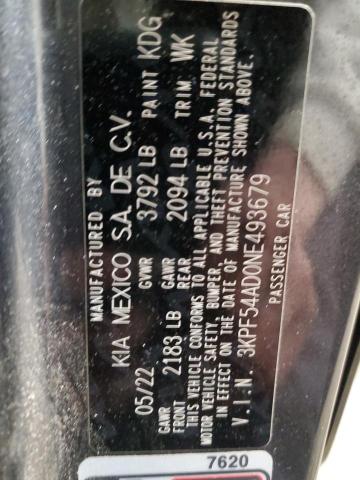 MANUFACTURED BY
KIA MEXICO S.A. DE C.V.
05/22 GVWR 3792 LB PAINT KDG
GAWR FRONT 2183 LB GAWR REAR 2094 LB TRIM WK
THIS VEHICLE CONFORMS TO ALL APPLICABLE U.S.A. FEDERAL
MOTOR VEHICLE SAFETY, BUMPER, AND THEFT PREVENTION STANDARDS
IN EFFECT ON THE DATE OF MANUFACTURE SHOWN ABOVE.
V.I.N. 3KPF54AD0NE493679
PASSENGER CAR
7620